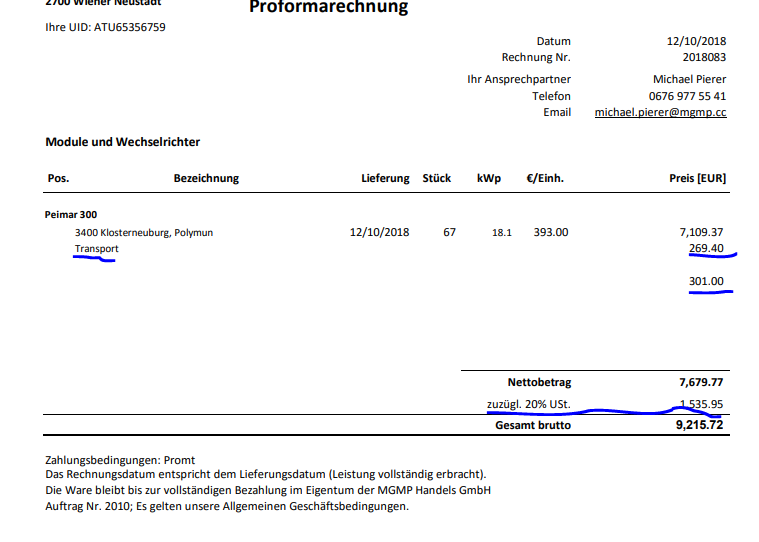 2700 Wiener Neustadt
Proformarechnung
Ihre UID: ATU65356759
Datum 12/10/2018
Rechnung Nr. 2018083
Ihr Ansprechpartner Michael Pierer
Telefon 0676 977 55 41
Email michael.pierer@mgmp.cc
Module und Wechselrichter
Pos. Bezeichnung Lieferung Stück kWp €/Einh. Preis [EUR]
Peimar 300
3400 Klosterneuburg, Polymun 12/10/2018 67 18.1 393.00 7,109.37
Transport 269.40
301.00
Nettobetrag 7,679.77
zuzügl. 20% USt. 1,535.95
Gesamt brutto 9,215.72
Zahlungsbedingungen: Promt
Das Rechnungsdatum entspricht dem Lieferungsdatum (Leistung vollständig erbracht).
Die Ware bleibt bis zur vollständigen Bezahlung im Eigentum der MGMP Handels GmbH
Auftrag Nr. 2010; Es gelten unsere Allgemeinen Geschäftsbedingungen.